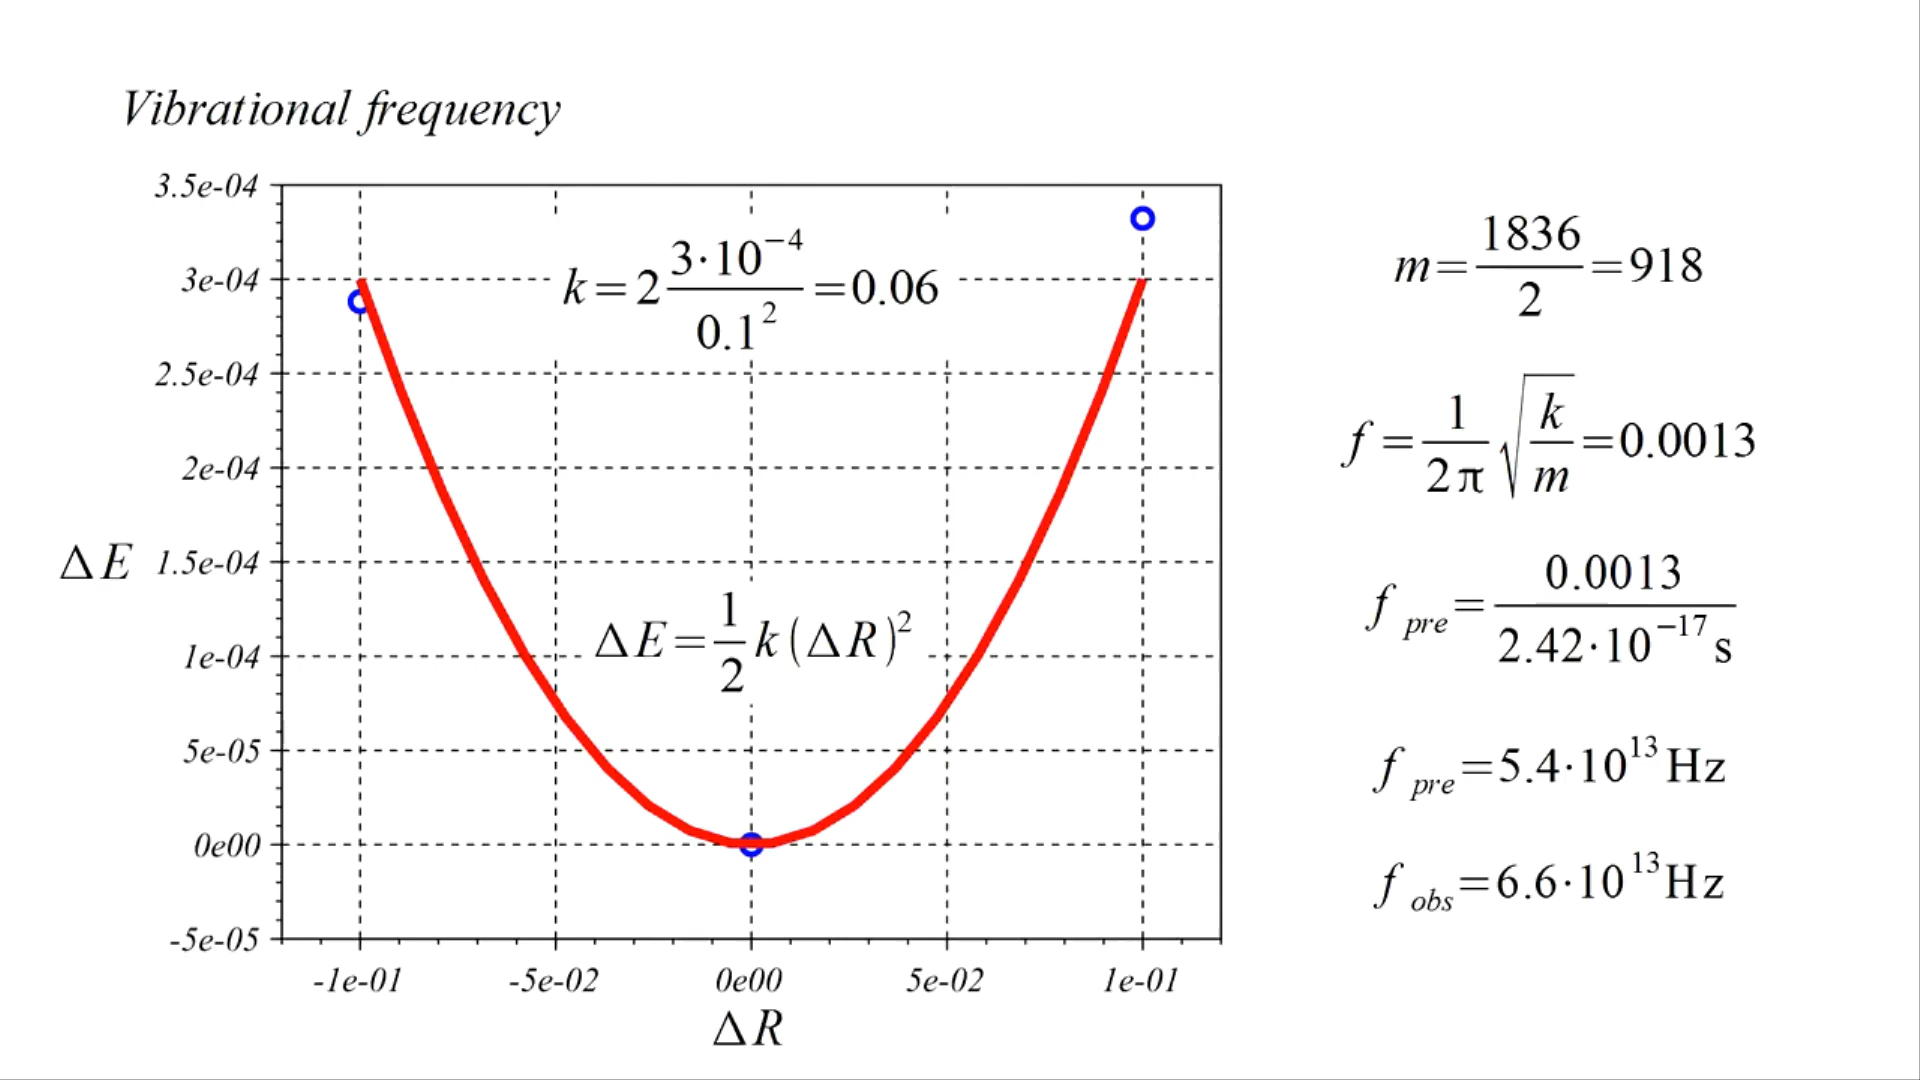 Vibrational frequency
3.5e-04
3e-04
2.5e-04
2e-04
1.5e-04
1e-04
5e-05
0e00
-5e-05
ΔE
-1e-01 -5e-02 0e00 5e-02 1e-01
ΔR
k=2 3·10⁻⁴/0.1² =0.06
ΔE=1/2 k(ΔR)²
m=1836/2=918
f=1/2π √k/m=0.0013
f pre=0.0013/2.42·10⁻¹⁷ s
f pre=5.4·10¹³ Hz
f obs=6.6·10¹³ Hz